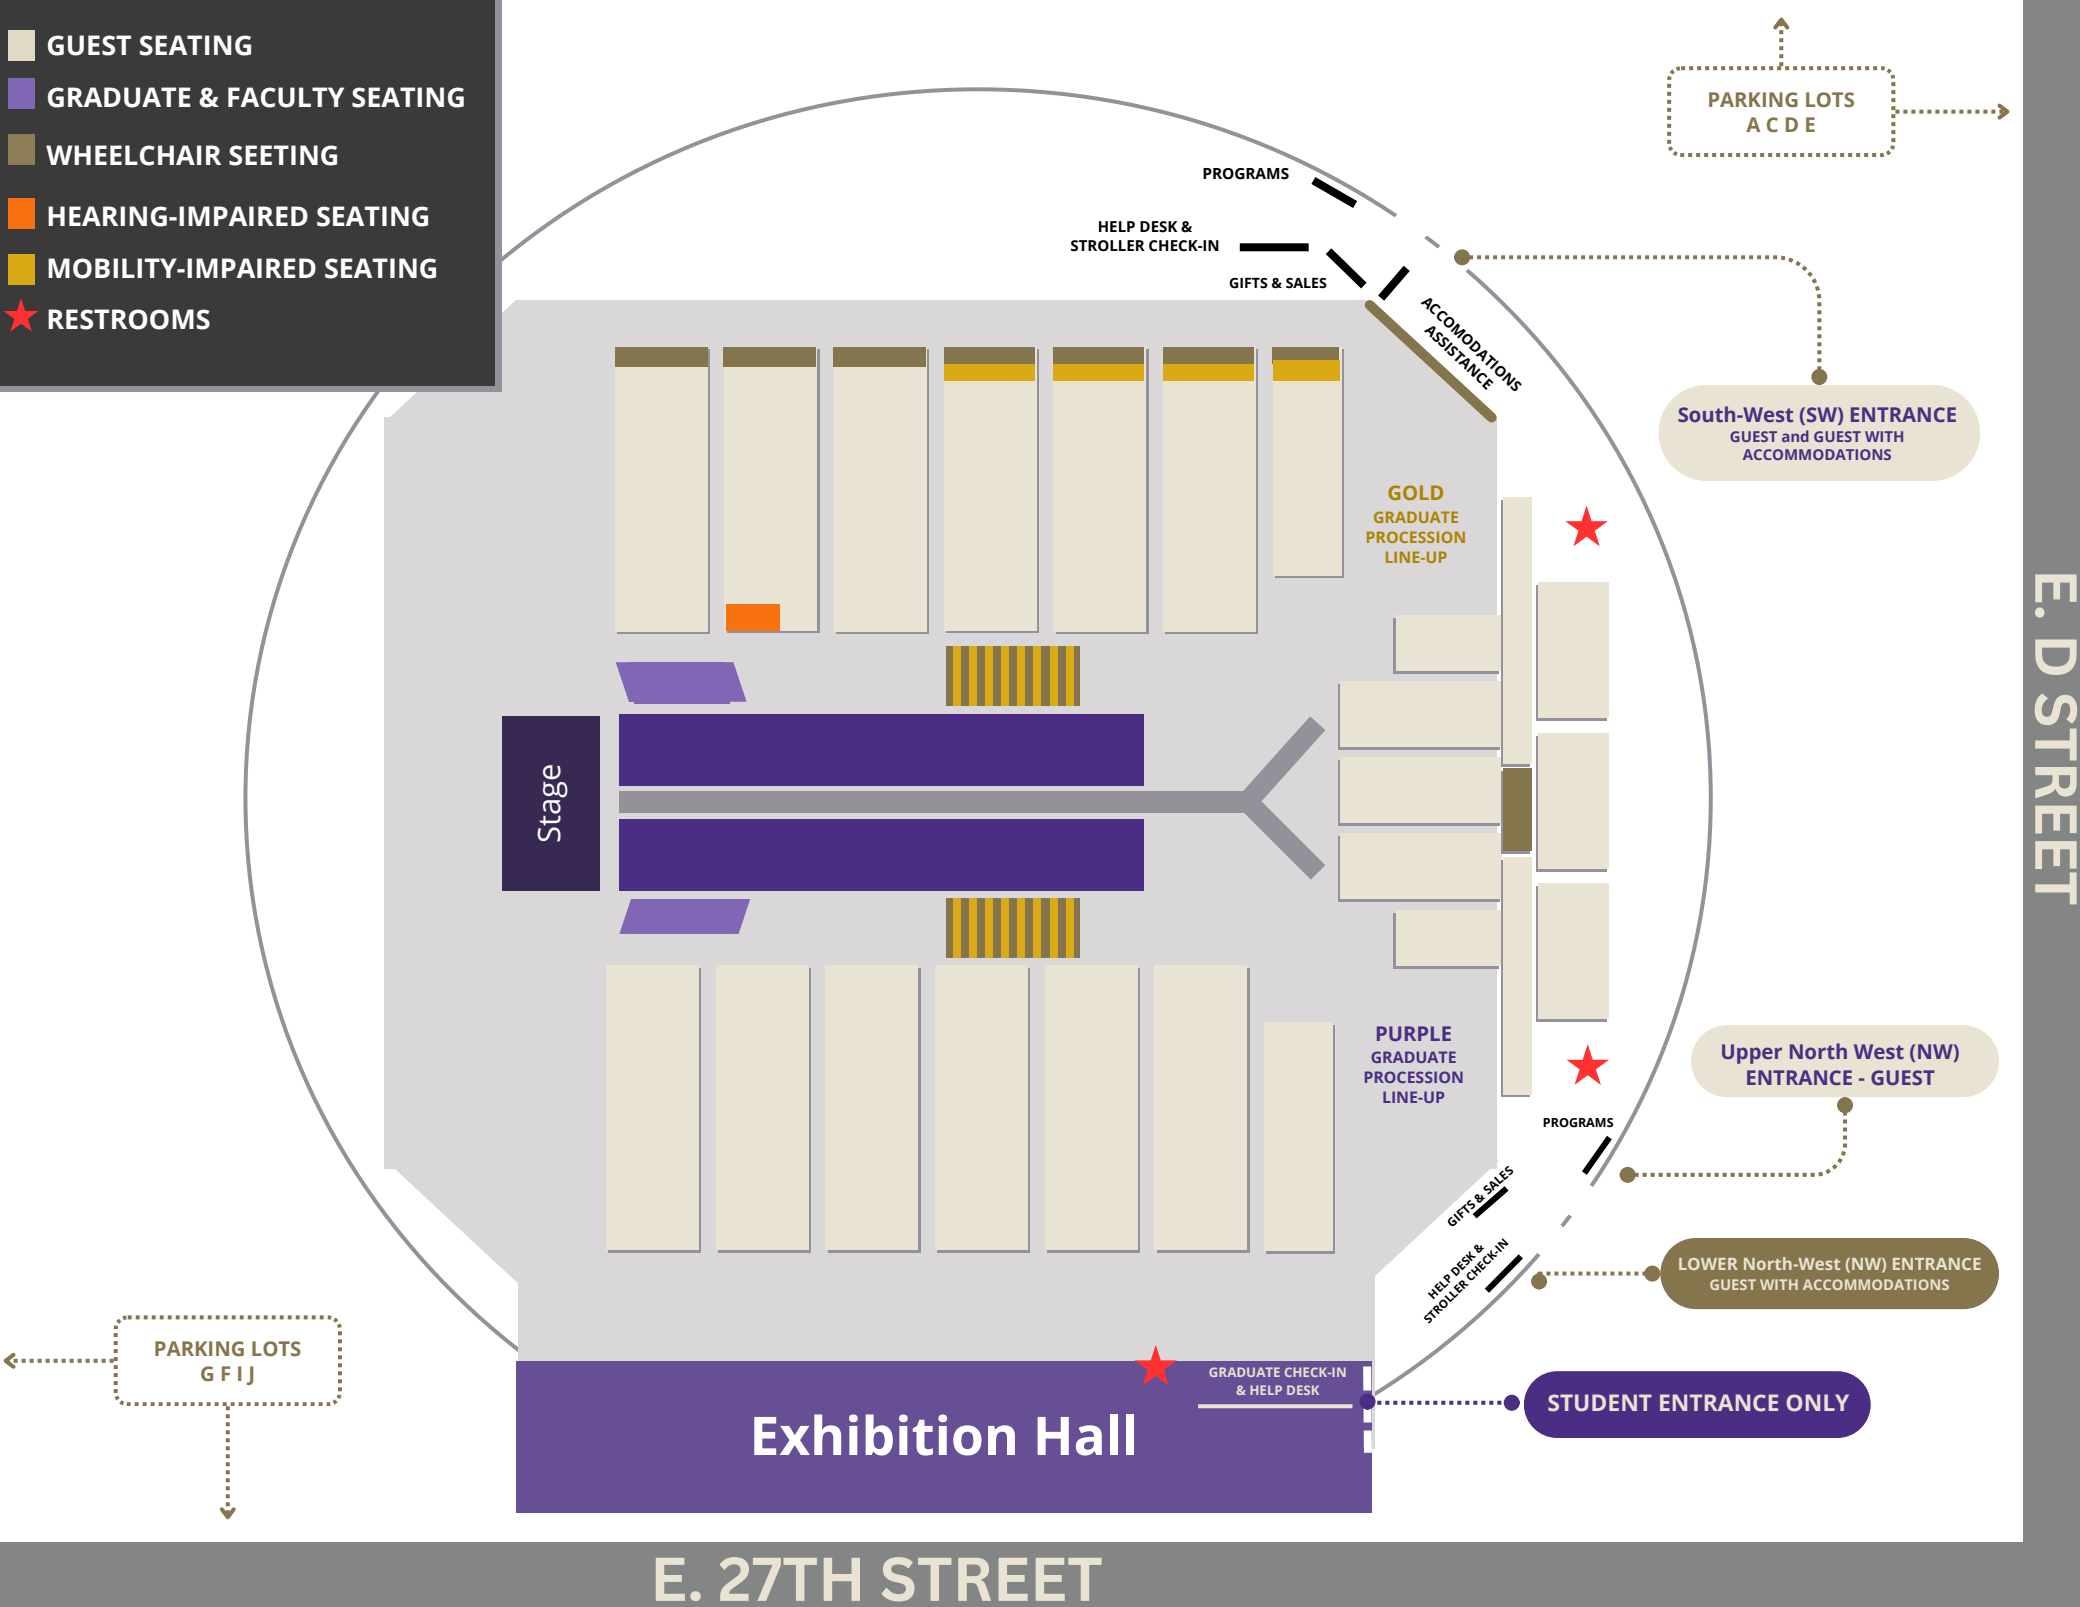 GUEST SEATING
GRADUATE & FACULTY SEATING
WHEELCHAIR SEETING
HEARING-IMPAIRED SEATING
MOBILITY-IMPAIRED SEATING
RESTROOMS
PARKING LOTS
A C D E
PROGRAMS
HELP DESK &
STROLLER CHECK-IN
GIFTS & SALES
ACCOMODATIONS
ASSISTANCE
South-West (SW) ENTRANCE
GUEST and GUEST WITH
ACCOMMODATIONS
GOLD
GRADUATE
PROCESSION
LINE-UP
E. D STREET
Stage
PURPLE
GRADUATE
PROCESSION
LINE-UP
Upper North West (NW)
ENTRANCE - GUEST
PROGRAMS
GIFTS & SALES
HELP DESK &
STROLLER CHECK-IN
LOWER North-West (NW) ENTRANCE
GUEST WITH ACCOMMODATIONS
PARKING LOTS
G F I J
GRADUATE CHECK-IN
& HELP DESK
Exhibition Hall
STUDENT ENTRANCE ONLY
E. 27TH STREET